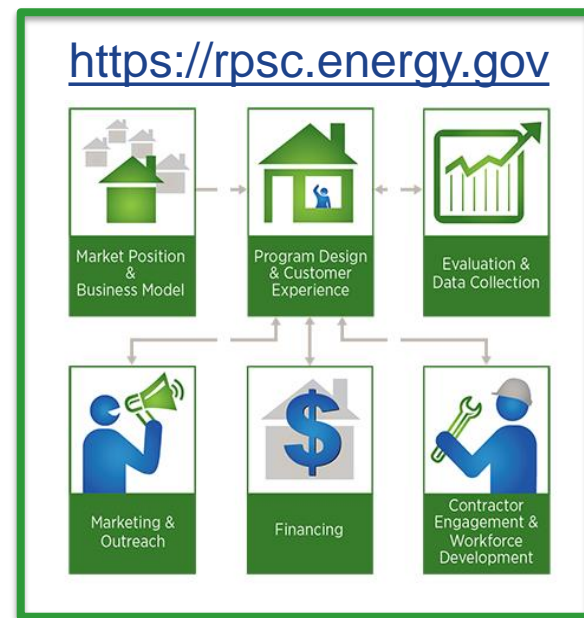 https://rpsc.energy.gov
Market Position
&
Business Model
Program Design
& Customer
Experience
Evaluation &
Data Collection
Marketing &
Outreach
$
Financing
Contractor
Engagement &
Workforce
Development